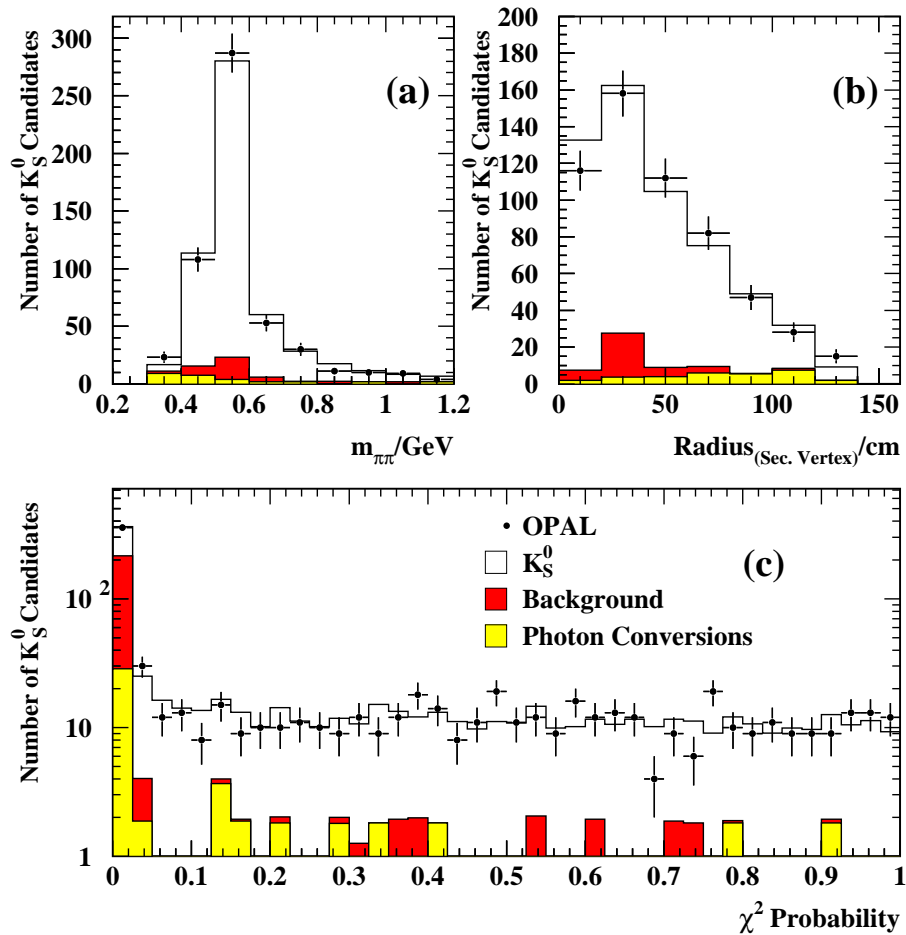 Number of K⁰_S Candidates
300
250
200
150
100
50
0
(a)
0.2 0.4 0.6 0.8 1 1.2
m_ππ/GeV
Number of K⁰_S Candidates
200
180
160
140
120
100
80
60
40
20
0
(b)
0 50 100 150
Radius_(Sec. Vertex)/cm
Number of K⁰_S Candidates
10²
10
1
OPAL
K⁰_S
Background
Photon Conversions
(c)
0 0.1 0.2 0.3 0.4 0.5 0.6 0.7 0.8 0.9 1
χ² Probability